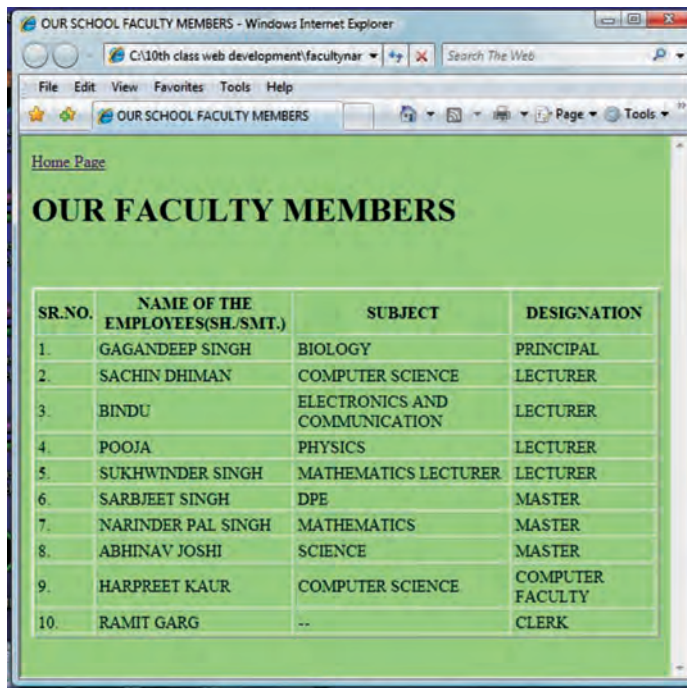 OUR SCHOOL FACULTY MEMBERS - Windows Internet Explorer
C:\10th class web development\facultynar
Search The Web
File Edit View Favorites Tools Help
OUR SCHOOL FACULTY MEMBERS
Page Tools
Home Page
OUR FACULTY MEMBERS
SR.NO. NAME OF THE EMPLOYEES(SH./SMT.) SUBJECT DESIGNATION
1. GAGANDEEP SINGH BIOLOGY PRINCIPAL
2. SACHIN DHIMAN COMPUTER SCIENCE LECTURER
3. BINDU ELECTRONICS AND COMMUNICATION LECTURER
4. POOJA PHYSICS LECTURER
5. SUKHWINDER SINGH MATHEMATICS LECTURER LECTURER
6. SARBJEET SINGH DPE MASTER
7. NARINDER PAL SINGH MATHEMATICS MASTER
8. ABHINAV JOSHI SCIENCE MASTER
9. HARPREET KAUR COMPUTER SCIENCE COMPUTER FACULTY
10. RAMIT GARG -- CLERK